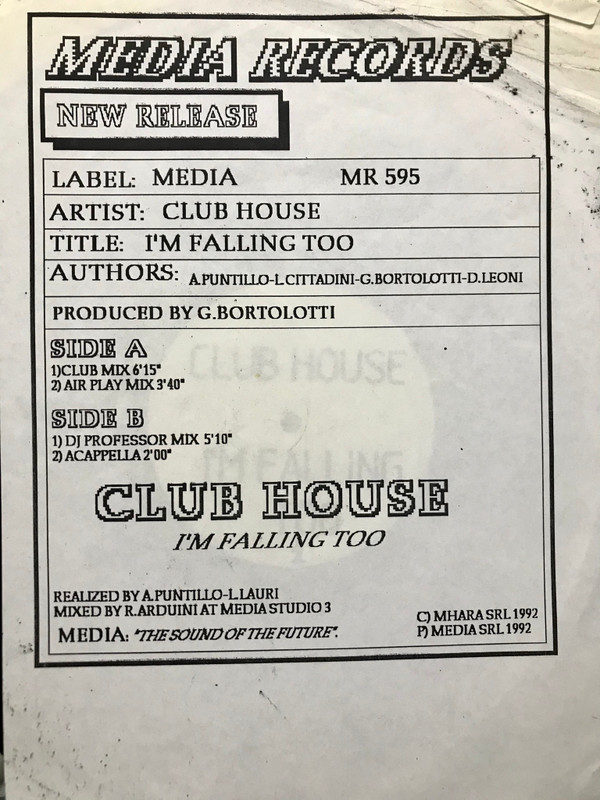 MEDIA RECORDS
NEW RELEASE
LABEL: MEDIA MR 595
ARTIST: CLUB HOUSE
TITLE: I'M FALLING TOO
AUTHORS: A.PUNTILLO-L.CITTADINI-G.BORTOLOTTI-D.LEONI
PRODUCED BY G.BORTOLOTTI
SIDE A
1)CLUB MIX 6'15"
2) AIR PLAY MIX 3'40"
SIDE B
1) DJ PROFESSOR MIX 5'10"
2) ACAPPELLA 2'00"
CLUB HOUSE
I'M FALLING
CLUB HOUSE
I'M FALLING TOO
REALIZED BY A.PUNTILLO-L.LAURI
MIXED BY R.ARDUINI AT MEDIA STUDIO 3
MEDIA: "THE SOUND OF THE FUTURE".
C) MHARA SRL 1992
P) MEDIA SRL 1992